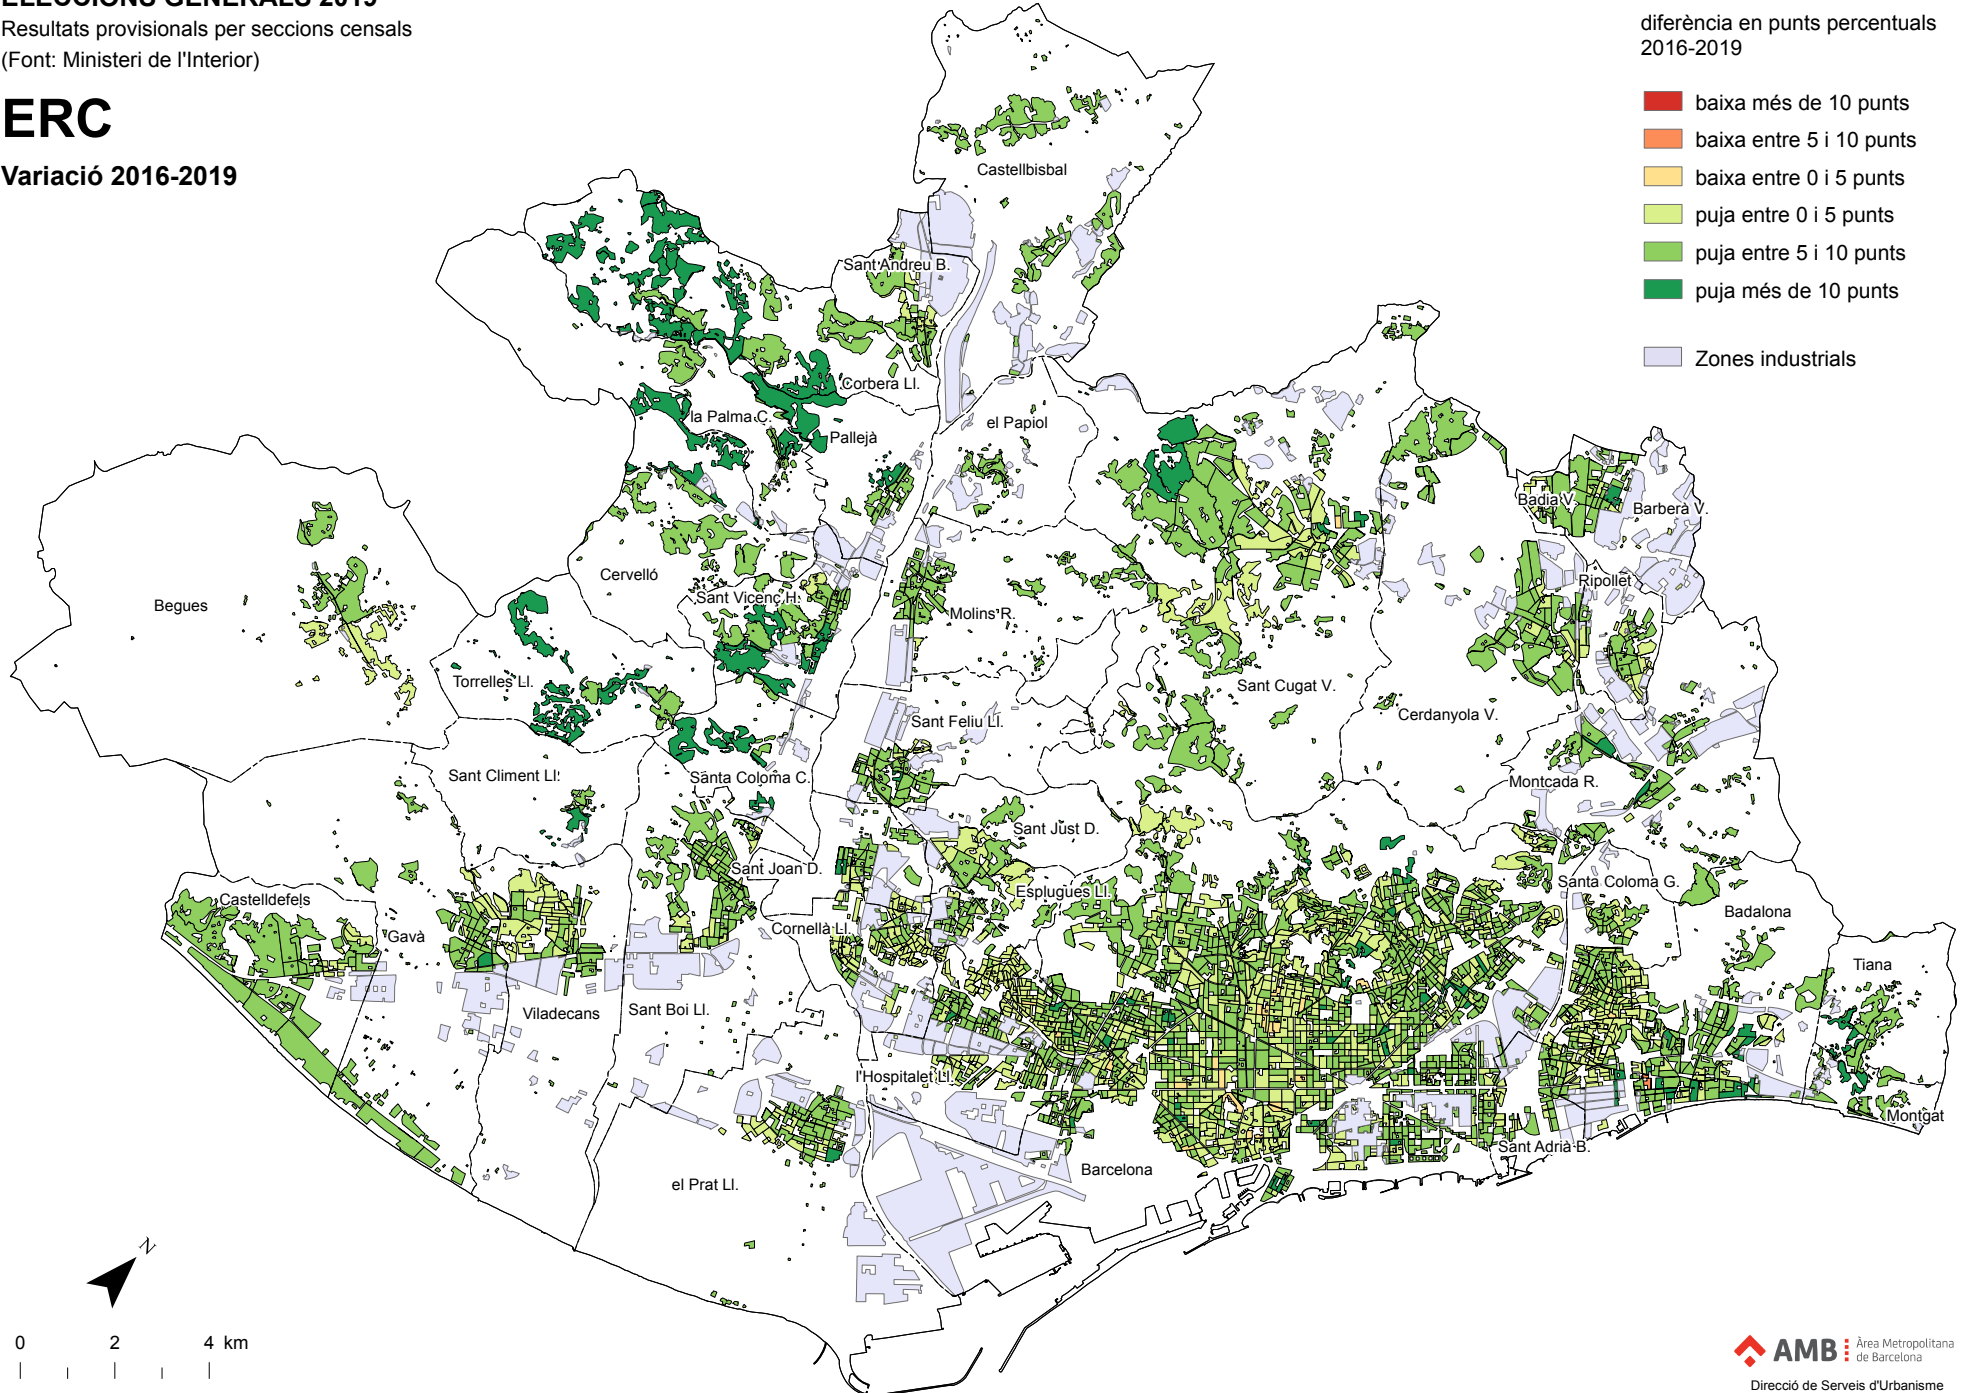 ELECCIONS GENERALS 2019
Resultats provisionals per seccions censals
(Font: Ministeri de l'Interior)
ERC
Variació 2016-2019
diferència en punts percentuals
2016-2019
baixa més de 10 punts
baixa entre 5 i 10 punts
baixa entre 0 i 5 punts
puja entre 0 i 5 punts
puja entre 5 i 10 punts
puja més de 10 punts
Zones industrials
Castellbisbal
Sant Andreu B.
Corbera Ll.
la Palma C.
Pallejà
el Papiol
Badia V.
Barberà V.
Cervelló
Begues
Sant Vicenç H.
Molins R.
Ripollet
Torrelles Ll.
Sant Cugat V.
Sant Feliu Ll.
Cerdanyola V.
Sant Climent Ll.
Santa Coloma C.
Montcada R.
Sant Just D.
Sant Joan D.
Esplugues Ll.
Santa Coloma G.
Castelldefels
Badalona
Gavà
Cornellà Ll.
Tiana
Viladecans
Sant Boi Ll.
l'Hospitalet Ll.
Montgat
Sant Adrià B.
Barcelona
el Prat Ll.
N
0 2 4 km
AMB Àrea Metropolitana
de Barcelona
Direcció de Serveis d'Urbanisme